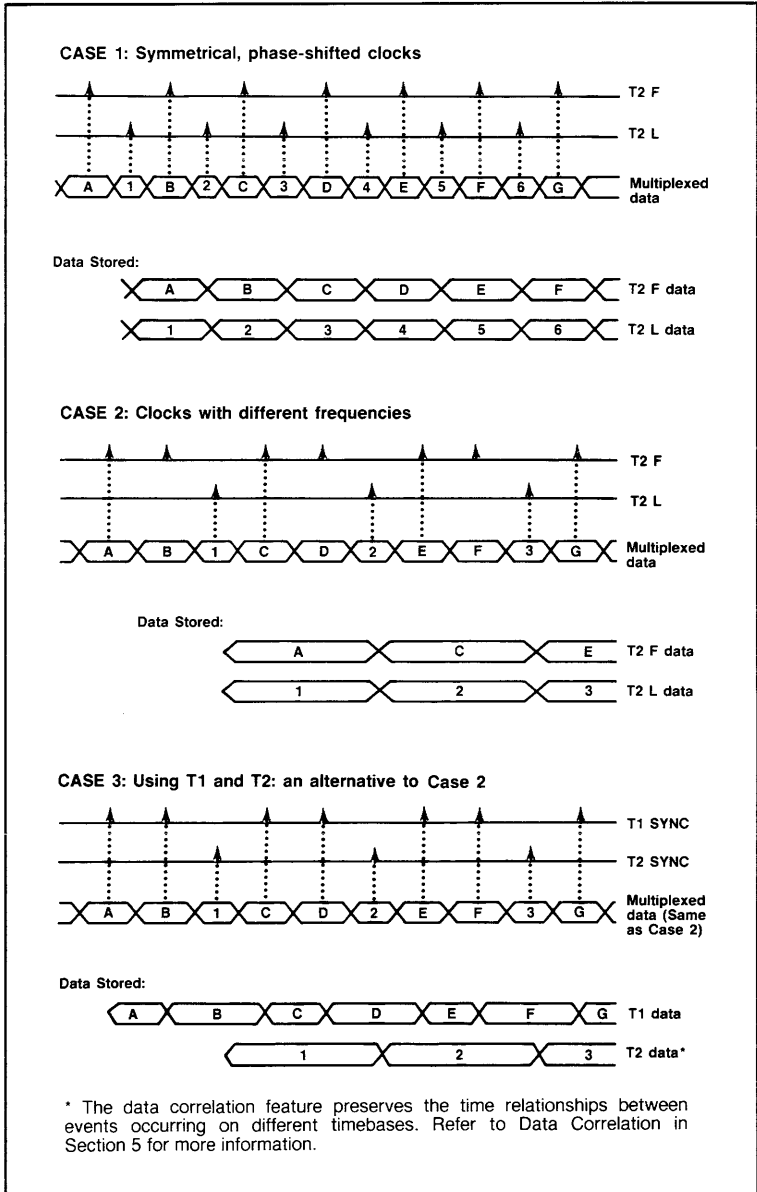 CASE 1: Symmetrical, phase-shifted clocks
T2 F
T2 L
A 1 B 2 C 3 D 4 E 5 F 6 G
Multiplexed
data
Data Stored:
A B C D E F
T2 F data
1 2 3 4 5 6
T2 L data
CASE 2: Clocks with different frequencies
T2 F
T2 L
A B 1 C D 2 E F 3 G
Multiplexed
data
Data Stored:
A C E
T2 F data
1 2 3
T2 L data
CASE 3: Using T1 and T2: an alternative to Case 2
T1 SYNC
T2 SYNC
A B 1 C D 2 E F 3 G
Multiplexed
data (Same
as Case 2)
Data Stored:
A B C D E F G
T1 data
1 2 3
T2 data*
* The data correlation feature preserves the time relationships between
events occurring on different timebases. Refer to Data Correlation in
Section 5 for more information.